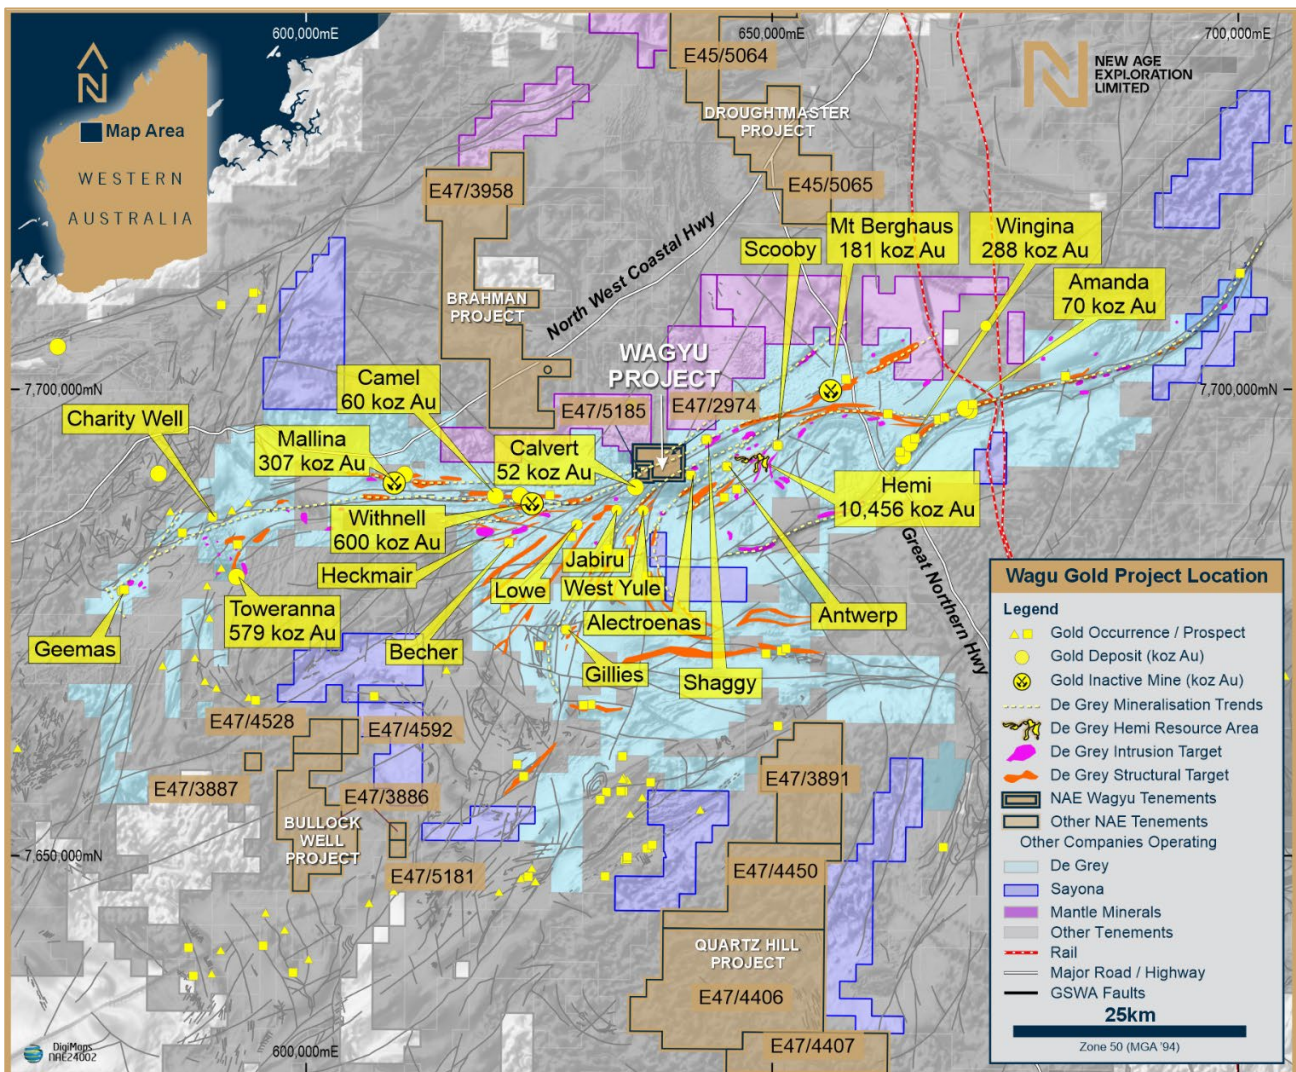 600,000mE
650,000mE
700,000mE
E45/5064
NEW AGE
EXPLORATION
LIMITED
N
Map Area
WESTERN
AUSTRALIA
DROUGHTMASTER
PROJECT
E47/3958
E45/5065
North West Coastal Hwy
Scooby
Mt Berghaus
181 koz Au
Wingina
288 koz Au
Amanda
70 koz Au
BRAHMAN
PROJECT
WAGYU
PROJECT
7,700,000mN
7,700,000mN
Camel
60 koz Au
E47/5185
E47/2974
Charity Well
Mallina
307 koz Au
Calvert
52 koz Au
Hemi
10,456 koz Au
Withnell
600 koz Au
Heckmair
Jabiru
Lowe
West Yule
Great Northern Hwy
Toweranna
579 koz Au
Alectroenas
Antwerp
Geemas
Becher
Gillies
Shaggy
E47/4528
E47/4592
E47/3887
E47/3886
E47/3891
BULLOCK
WELL
PROJECT
7,650,000mN
E47/5181
E47/4450
QUARTZ HILL
PROJECT
E47/4406
E47/4407
600,000mE
DigiMaps
NAE24002
Wagu Gold Project Location
Legend
Gold Occurrence / Prospect
Gold Deposit (koz Au)
Gold Inactive Mine (koz Au)
De Grey Mineralisation Trends
De Grey Hemi Resource Area
De Grey Intrusion Target
De Grey Structural Target
NAE Wagyu Tenements
Other NAE Tenements
Other Companies Operating
De Grey
Sayona
Mantle Minerals
Other Tenements
Rail
Major Road / Highway
GSWA Faults
25km
Zone 50 (MGA '94)